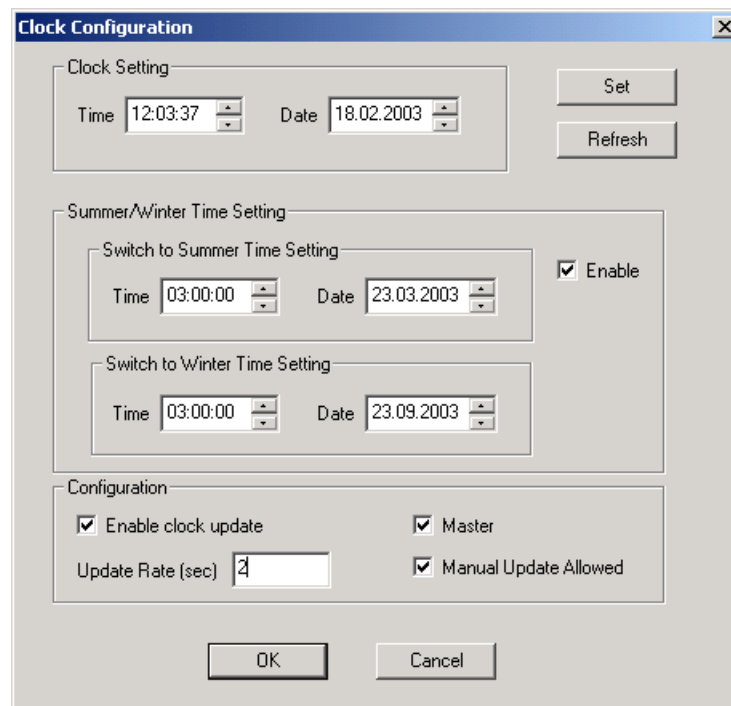 Clock Configuration
Clock Setting
Time 12:03:37 Date 18.02.2003
Set
Refresh
Summer/Winter Time Setting
Switch to Summer Time Setting
Time 03:00:00 Date 23.03.2003
Enable
Switch to Winter Time Setting
Time 03:00:00 Date 23.09.2003
Configuration
Enable clock update Master
Update Rate (sec) 2 Manual Update Allowed
OK Cancel